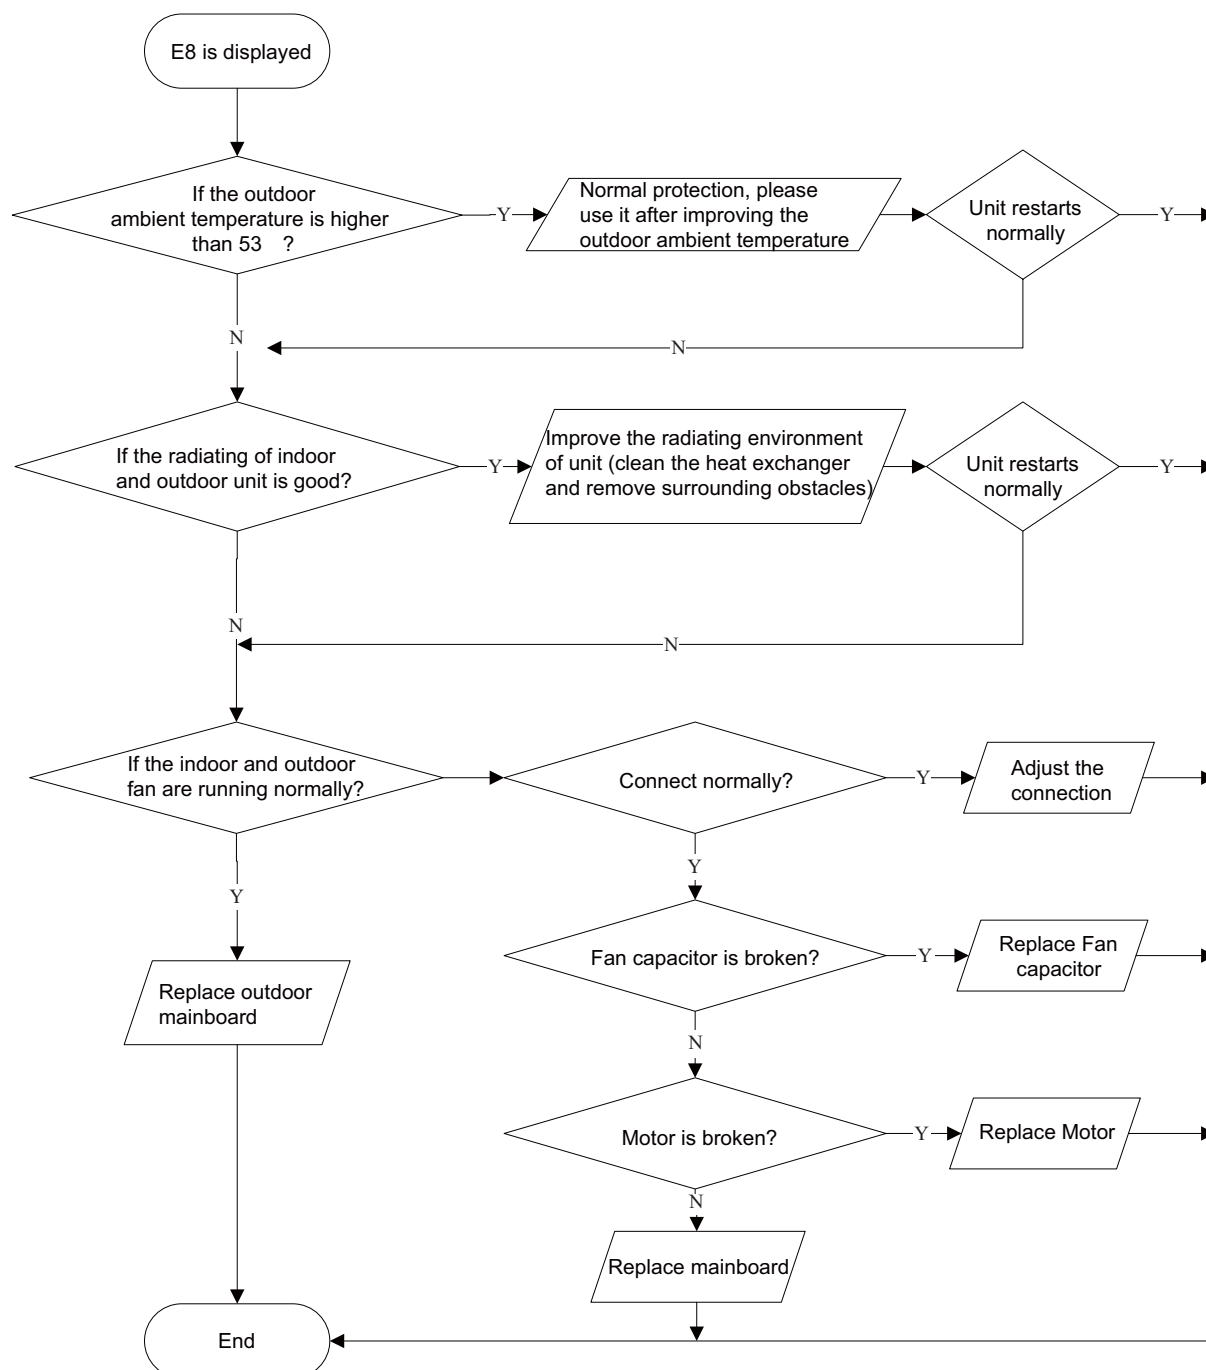 E8 is displayed
If the outdoor
ambient temperature is higher
than 53 ?
Y
Normal protection, please
use it after improving the
outdoor ambient temperature
Unit restarts
normally
Y
N
N
If the radiating of indoor
and outdoor unit is good?
Y
Improve the radiating environment
of unit (clean the heat exchanger
and remove surrounding obstacles)
Unit restarts
normally
Y
N
N
If the indoor and outdoor
fan are running normally?
Connect normally?
Y
Adjust the
connection
Y
Y
Fan capacitor is broken?
Y
Replace Fan
capacitor
Replace outdoor
mainboard
N
Motor is broken?
Y
Replace Motor
N
Replace mainboard
End